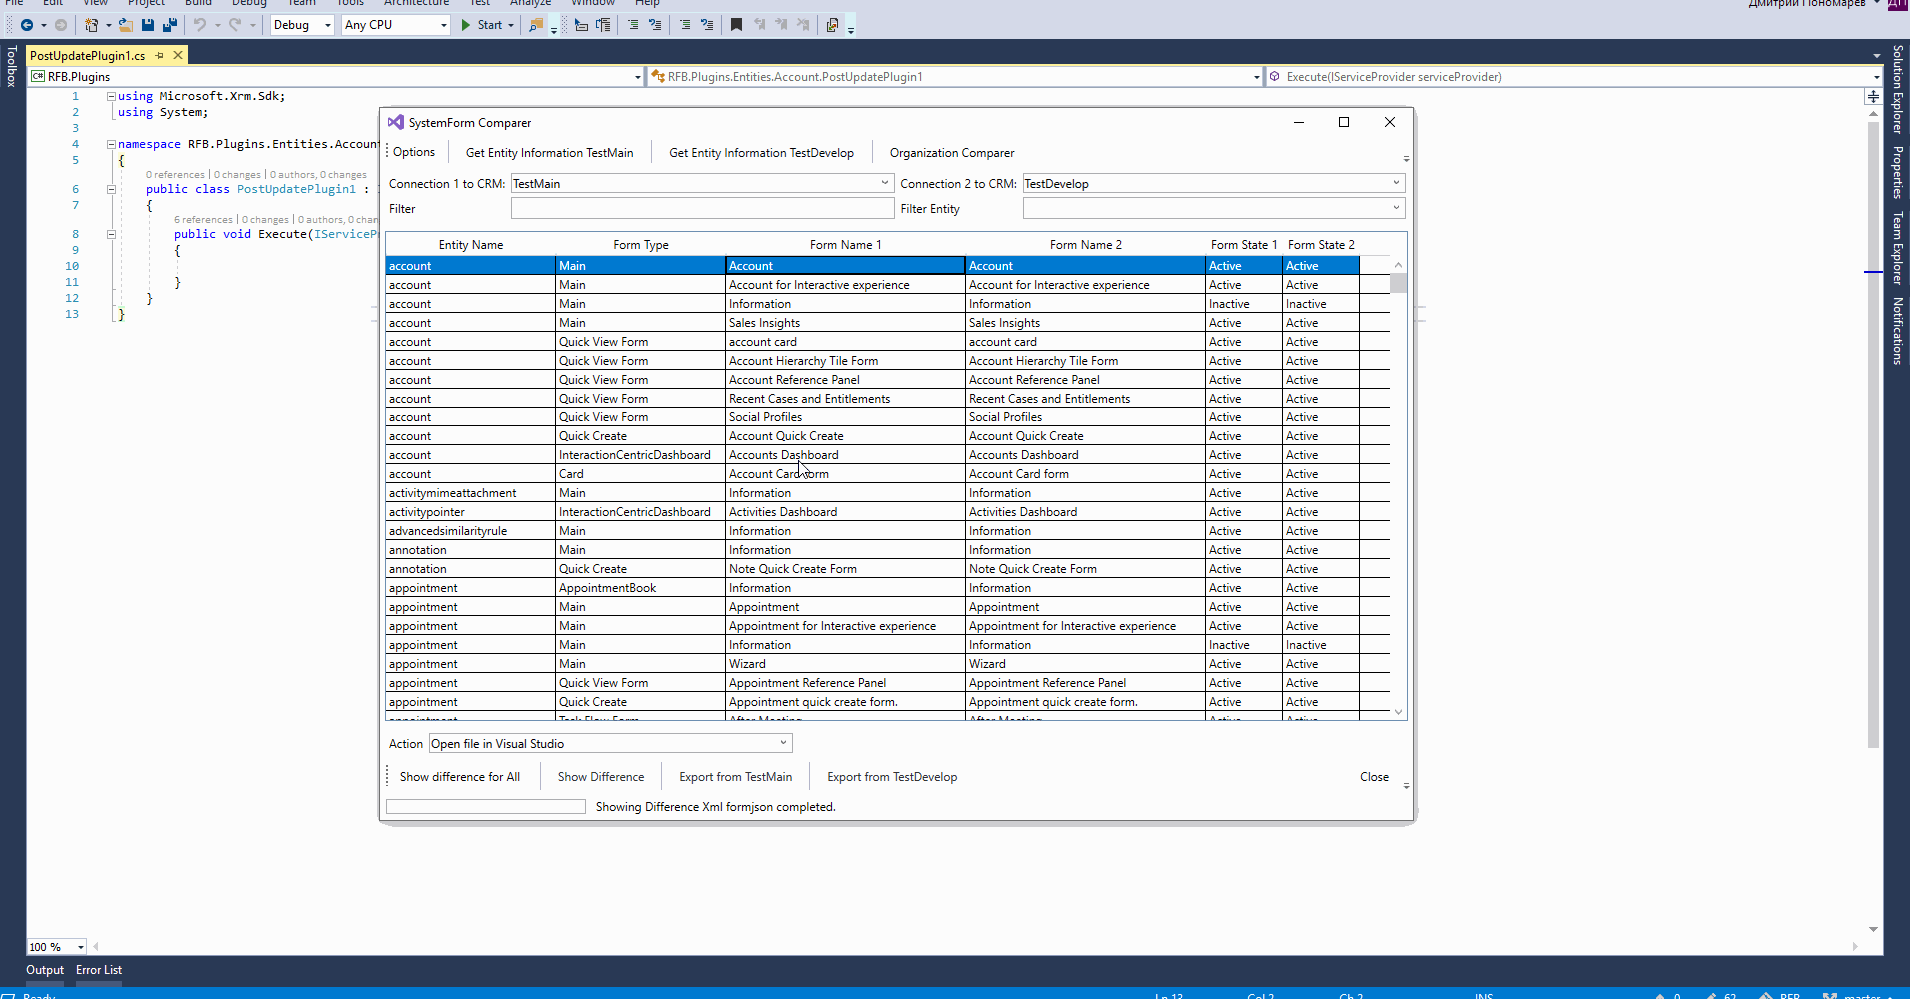 File Edit View Project Build Debug Team Tools Architecture Test Analyze Window Help
Дмитрий Пономарев ДП
Debug Any CPU Start
Toolbox
PostUpdatePlugin1.cs
C# RFB.Plugins RFB.Plugins.Entities.Account.PostUpdatePlugin1 Execute(IServiceProvider serviceProvider)
1 using Microsoft.Xrm.Sdk;
2 using System;
3
4 namespace RFB.Plugins.Entities.Accoun
5 {
0 references | 0 changes | 0 authors, 0 changes
6 public class PostUpdatePlugin1 :
7 {
6 references | 0 changes | 0 authors, 0 chan
8 public void Execute(IServiceP
9 {
10
11 }
12 }
13 }
SystemForm Comparer
Options Get Entity Information TestMain Get Entity Information TestDevelop Organization Comparer
Connection 1 to CRM: TestMain Connection 2 to CRM: TestDevelop
Filter Filter Entity
Entity Name Form Type Form Name 1 Form Name 2 Form State 1 Form State 2
account Main Account Account Active Active
account Main Account for Interactive experience Account for Interactive experience Active Active
account Main Information Information Inactive Inactive
account Main Sales Insights Sales Insights Active Active
account Quick View Form account card account card Active Active
account Quick View Form Account Hierarchy Tile Form Account Hierarchy Tile Form Active Active
account Quick View Form Account Reference Panel Account Reference Panel Active Active
account Quick View Form Recent Cases and Entitlements Recent Cases and Entitlements Active Active
account Quick View Form Social Profiles Social Profiles Active Active
account Quick Create Account Quick Create Account Quick Create Active Active
account InteractionCentricDashboard Accounts Dashboard Accounts Dashboard Active Active
account Card Account Card form Account Card form Active Active
activitymimeattachment Main Information Information Active Active
activitypointer InteractionCentricDashboard Activities Dashboard Activities Dashboard Active Active
advancedsimilarityrule Main Information Information Active Active
annotation Main Information Information Active Active
annotation Quick Create Note Quick Create Form Note Quick Create Form Active Active
appointment AppointmentBook Information Information Active Active
appointment Main Appointment Appointment Active Active
appointment Main Appointment for Interactive experience Appointment for Interactive experience Active Active
appointment Main Information Information Inactive Inactive
appointment Main Wizard Wizard Active Active
appointment Quick View Form Appointment Reference Panel Appointment Reference Panel Active Active
appointment Quick Create Appointment quick create form. Appointment quick create form. Active Active
appointment Task Flow Form After Meeting After Meeting Active Active
Action Open file in Visual Studio
Show difference for All Show Difference Export from TestMain Export from TestDevelop Close
Showing Difference Xml formjson completed.
Solution Explorer
Properties
Team Explorer
Notifications
100 %
Output Error List
Ready Ln 13 Col 2 Ch 2 INS 0 62 RFB master